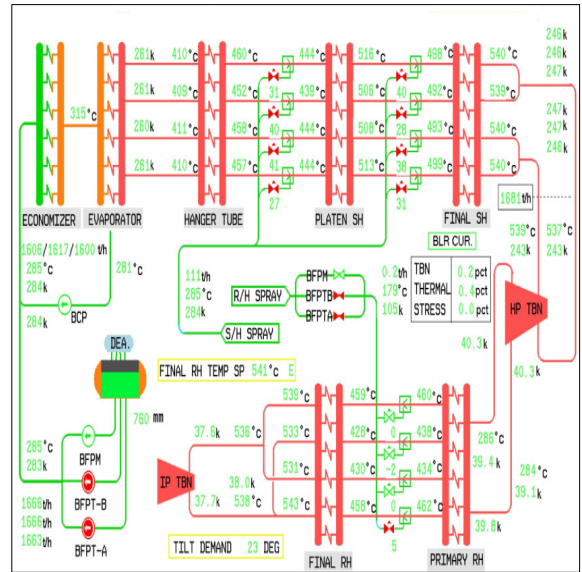 246k
246k
247k
261k 410°C 460°C 444°C 516°C 498°C 540°C
31 40
261k 409°C 452°C 439°C 506°C 492°C 539°C
315°C
40 28
247k
247k
246k
260k 411°C 458°C 444°C 508°C 493°C 540°C
41 38
261k 410°C 457°C 444°C 513°C 499°C 540°C
27 31
1681t/h
ECONOMIZER EVAPORATOR HANGER TUBE PLATEN SH FINAL SH
BLR CUR.
539°C 537°C
243k 243k
1606/1617/1600 t/h
285°C 281°C
284k
BCP
284k
111t/h
285°C
284k
R/H SPRAY
S/H SPRAY
BFPM
BFPTB
BFPTA
0.2t/h
179°C
105k
TBN 0.2pct
THERMAL 0.4pct
STRESS 0.0pct
HP TBN
40.3k
40.3k
DEA.
FINAL RH TEMP SP 541°C E
760 mm
539°C 459°C 460°C
0
37.6k 536°C 533°C 428°C 438°C
-2
286°C
39.4k
531°C 430°C 434°C
0
284°C
39.1k
IP TBN
38.0k
37.7k 538°C 543°C 458°C 462°C
39.8k
5
285°C
283k
BFPM
BFPT-B
1666t/h
1666t/h
1663t/h
BFPT-A
TILT DEMAND 23 DEG
FINAL RH PRIMARY RH